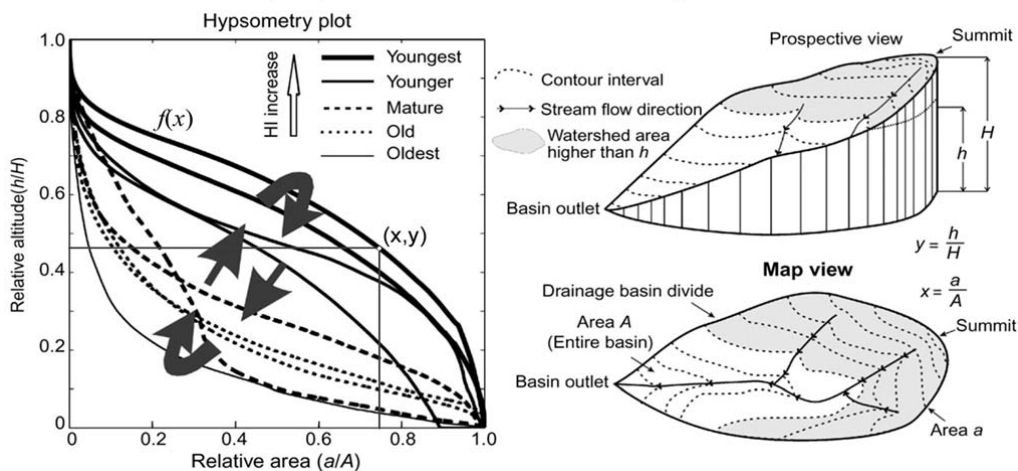 Hypsometry plot
Relative altitude(h/H)
1.0
0.8
0.6
0.4
0.2
0
HI increase
Youngest
Younger
Mature
Old
Oldest
f(x)
(x,y)
0
0.2
0.4
0.6
0.8
1.0
Relative area (a/A)
Prospective view
Summit
Contour interval
Stream flow direction
Watershed area
higher than h
H
h
Basin outlet
y = h/H
Map view
x = a/A
Drainage basin divide
Area A
(Entire basin)
Summit
Basin outlet
Area a